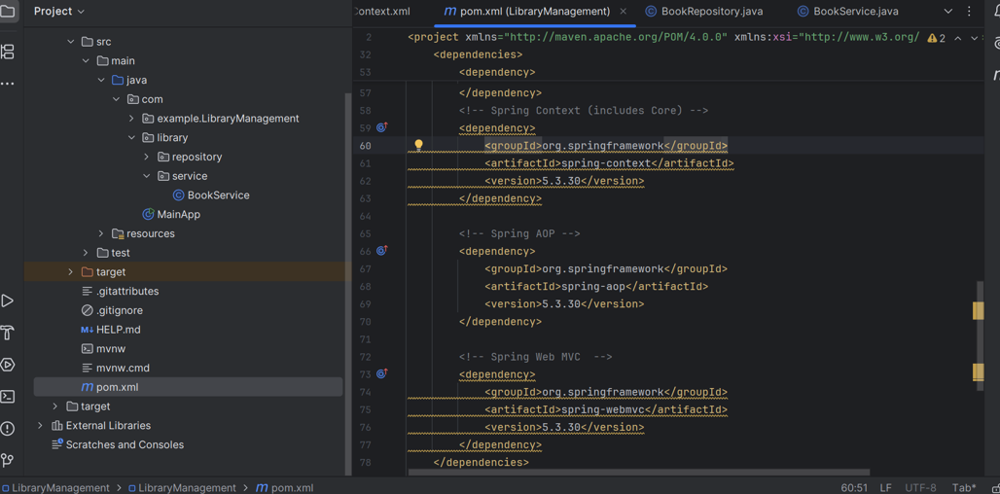 Project
Context.xml
pom.xml (LibraryManagement)
BookRepository.java
BookService.java
src
main
java
com
example.LibraryManagement
library
repository
service
BookService
MainApp
resources
test
target
.gitattributes
.gitignore
M↓ HELP.md
mvnw
mvnw.cmd
m pom.xml
target
External Libraries
Scratches and Consoles
2 <project xmlns="http://maven.apache.org/POM/4.0.0" xmlns:xsi="http://www.w3.org/ 2
32 <dependencies>
53 <dependency>
57 </dependency>
58 <!-- Spring Context (includes Core) -->
59 <dependency>
60 <groupId>org.springframework</groupId>
61 <artifactId>spring-context</artifactId>
62 <version>5.3.30</version>
63 </dependency>
64
65 <!-- Spring AOP -->
66 <dependency>
67 <groupId>org.springframework</groupId>
68 <artifactId>spring-aop</artifactId>
69 <version>5.3.30</version>
70 </dependency>
71
72 <!-- Spring Web MVC  -->
73 <dependency>
74 <groupId>org.springframework</groupId>
75 <artifactId>spring-webmvc</artifactId>
76 <version>5.3.30</version>
77 </dependency>
78 </dependencies>
LibraryManagement > LibraryManagement > m pom.xml
60:51 LF UTF-8 Tab*